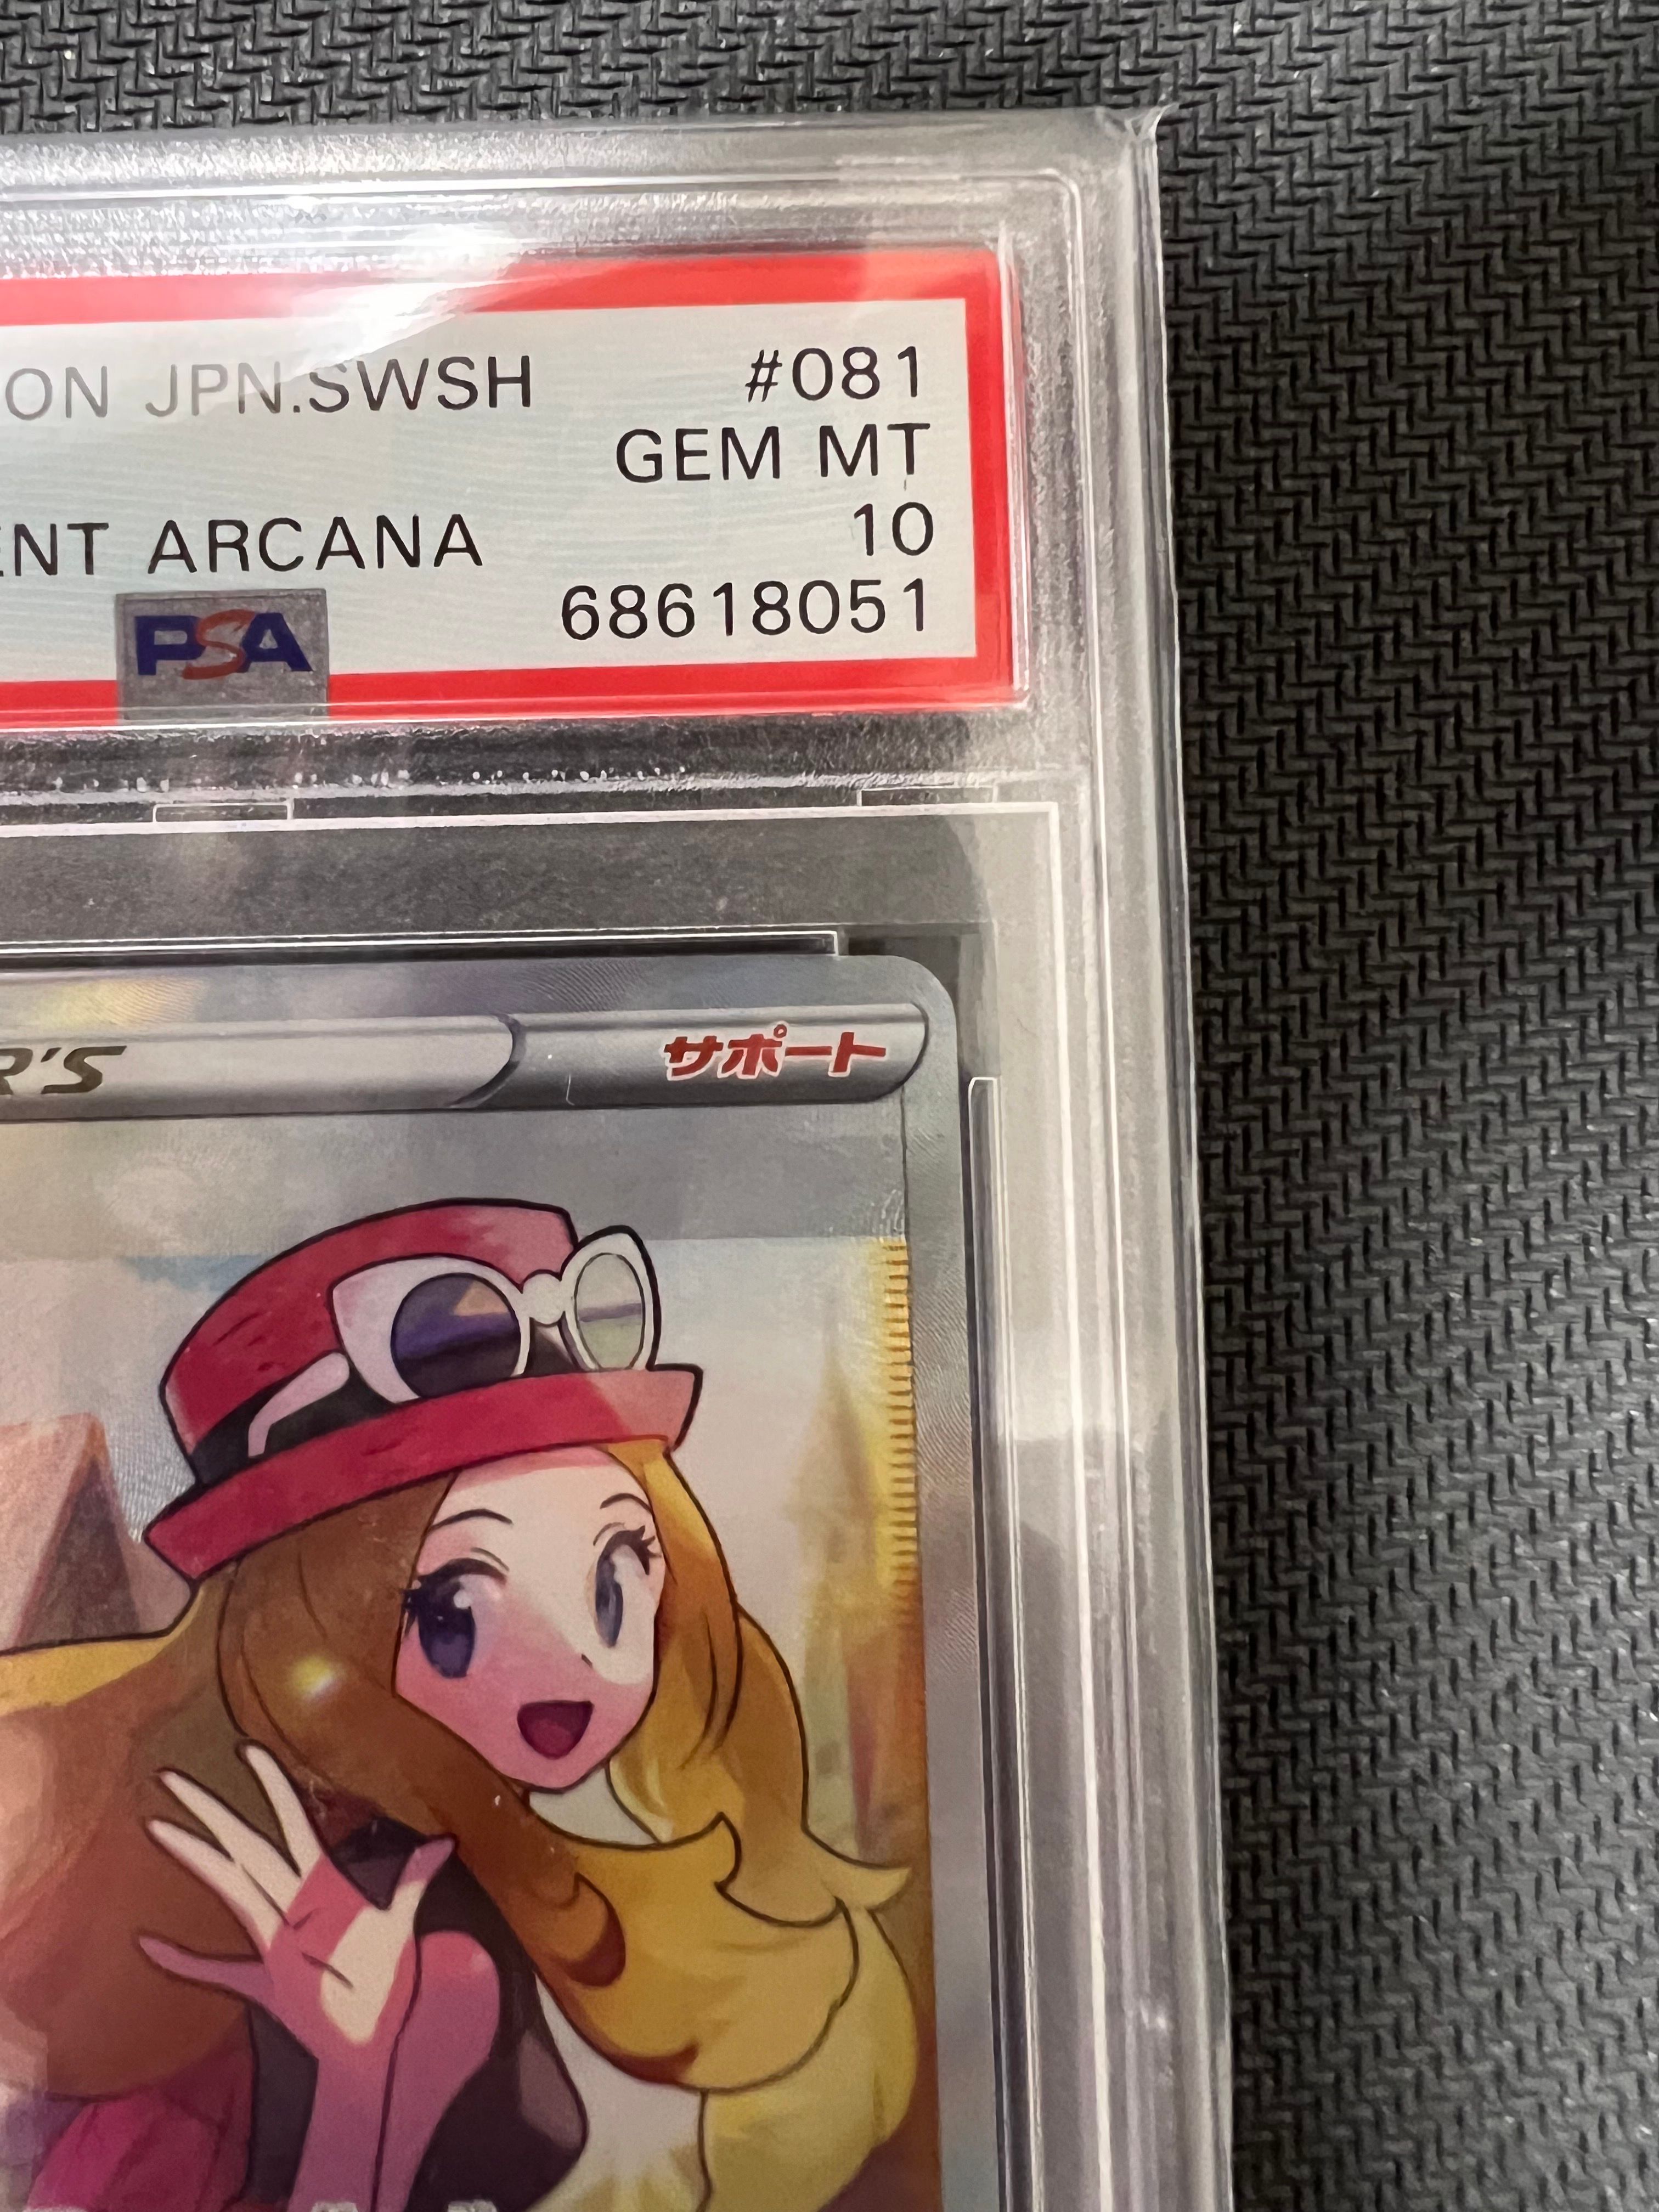 ON JPN.SWSH #081
GEM MT
ENT ARCANA 10
PSA 68618051
R'S サポート